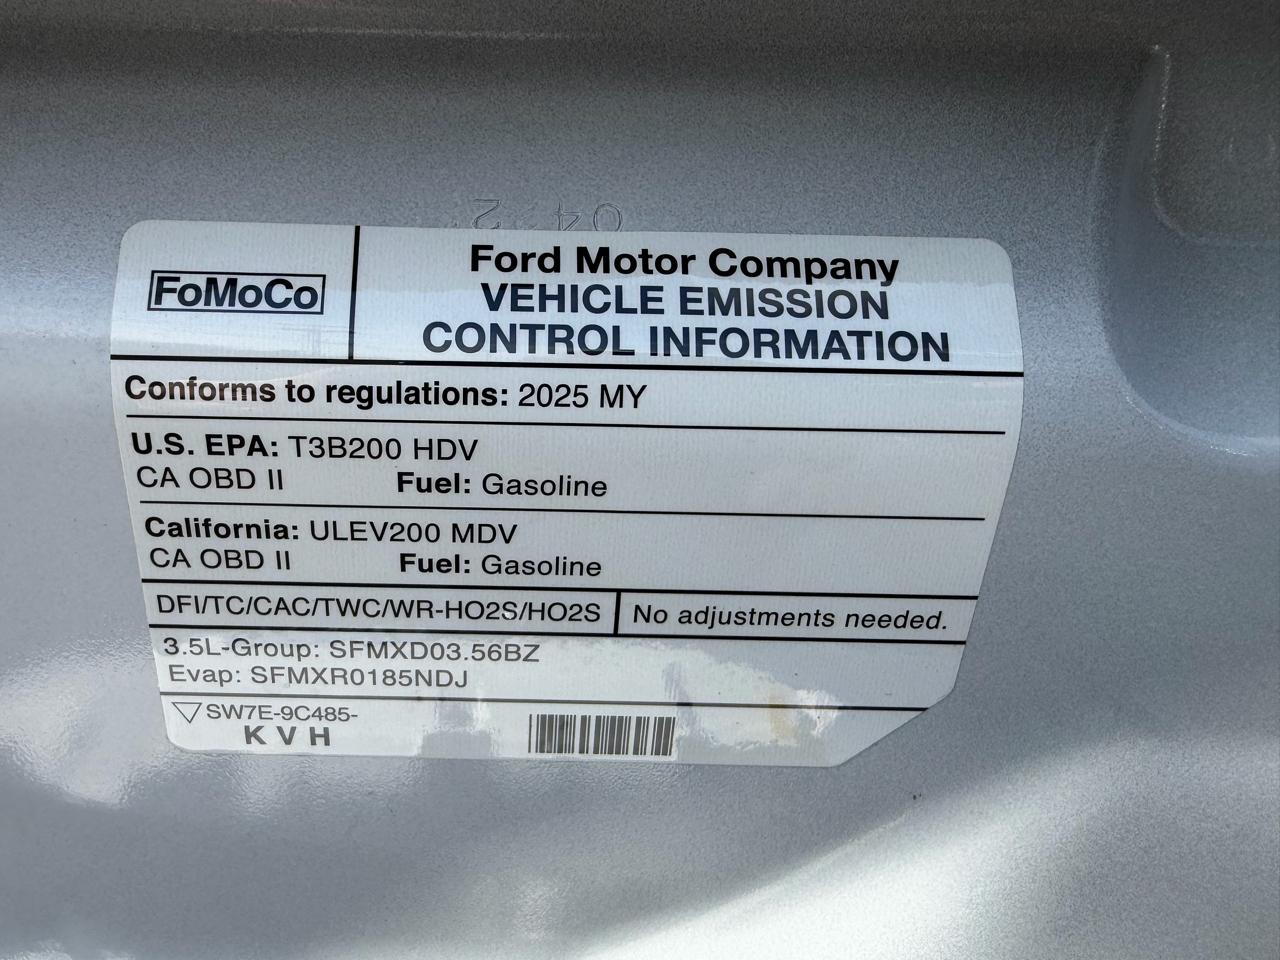 FoMoCo
Ford Motor Company
VEHICLE EMISSION
CONTROL INFORMATION
Conforms to regulations: 2025 MY
U.S. EPA: T3B200 HDV
CA OBD II Fuel: Gasoline
California: ULEV200 MDV
CA OBD II Fuel: Gasoline
DFI/TC/CAC/TWC/WR-HO2S/HO2S No adjustments needed.
3.5L-Group: SFMXD03.56BZ
Evap: SFMXR0185NDJ
SW7E-9C485-
K V H